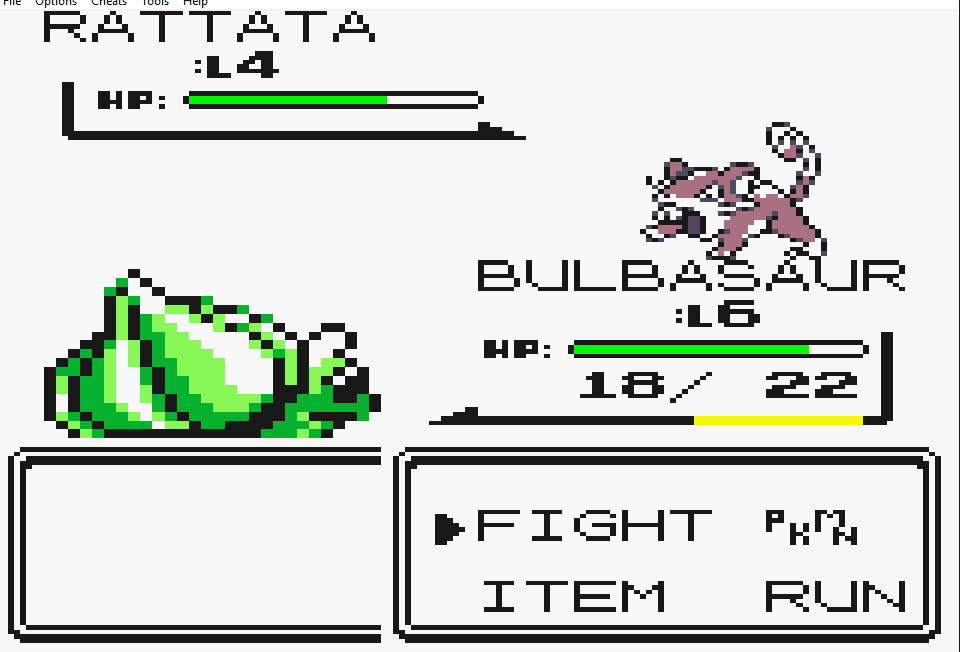 File Options Cheats Tools Help
RATTATA
:L4
HP:
BULBASAUR
:L6
HP:
18/ 22
FIGHT PKMN
ITEM RUN